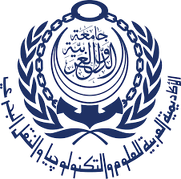 جامعة
الدول العربية
الأكاديمية العربية للعلوم والتكنولوجيا والنقل البحري